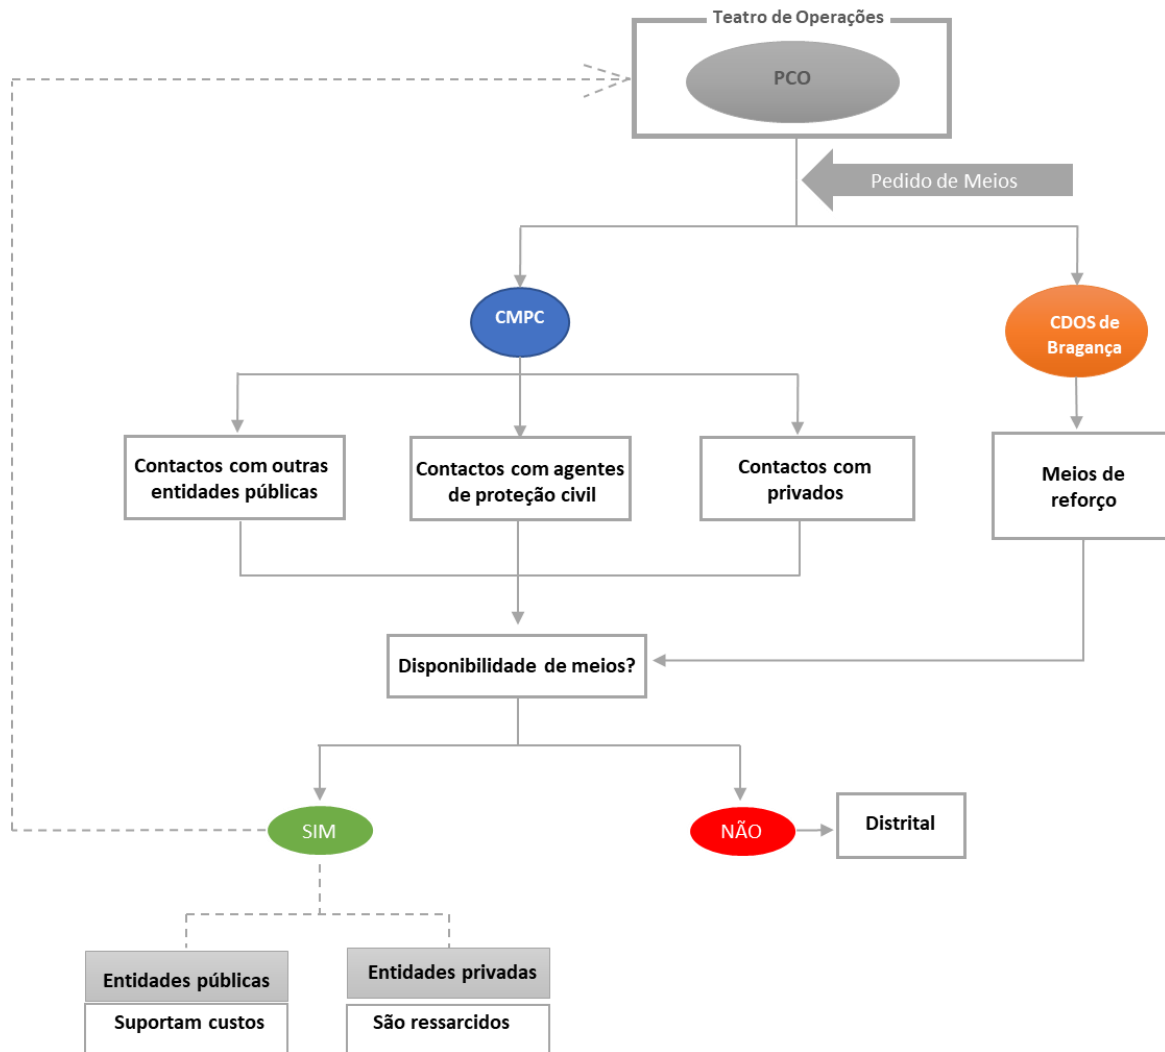 Teatro de Operações
PCO
Pedido de Meios
CMPC
CDOS de
Bragança
Contactos com outras
entidades públicas
Contactos com agentes
de proteção civil
Contactos com
privados
Meios de
reforço
Disponibilidade de meios?
SIM
NÃO
Distrital
Entidades públicas
Suportam custos
Entidades privadas
São ressarcidos